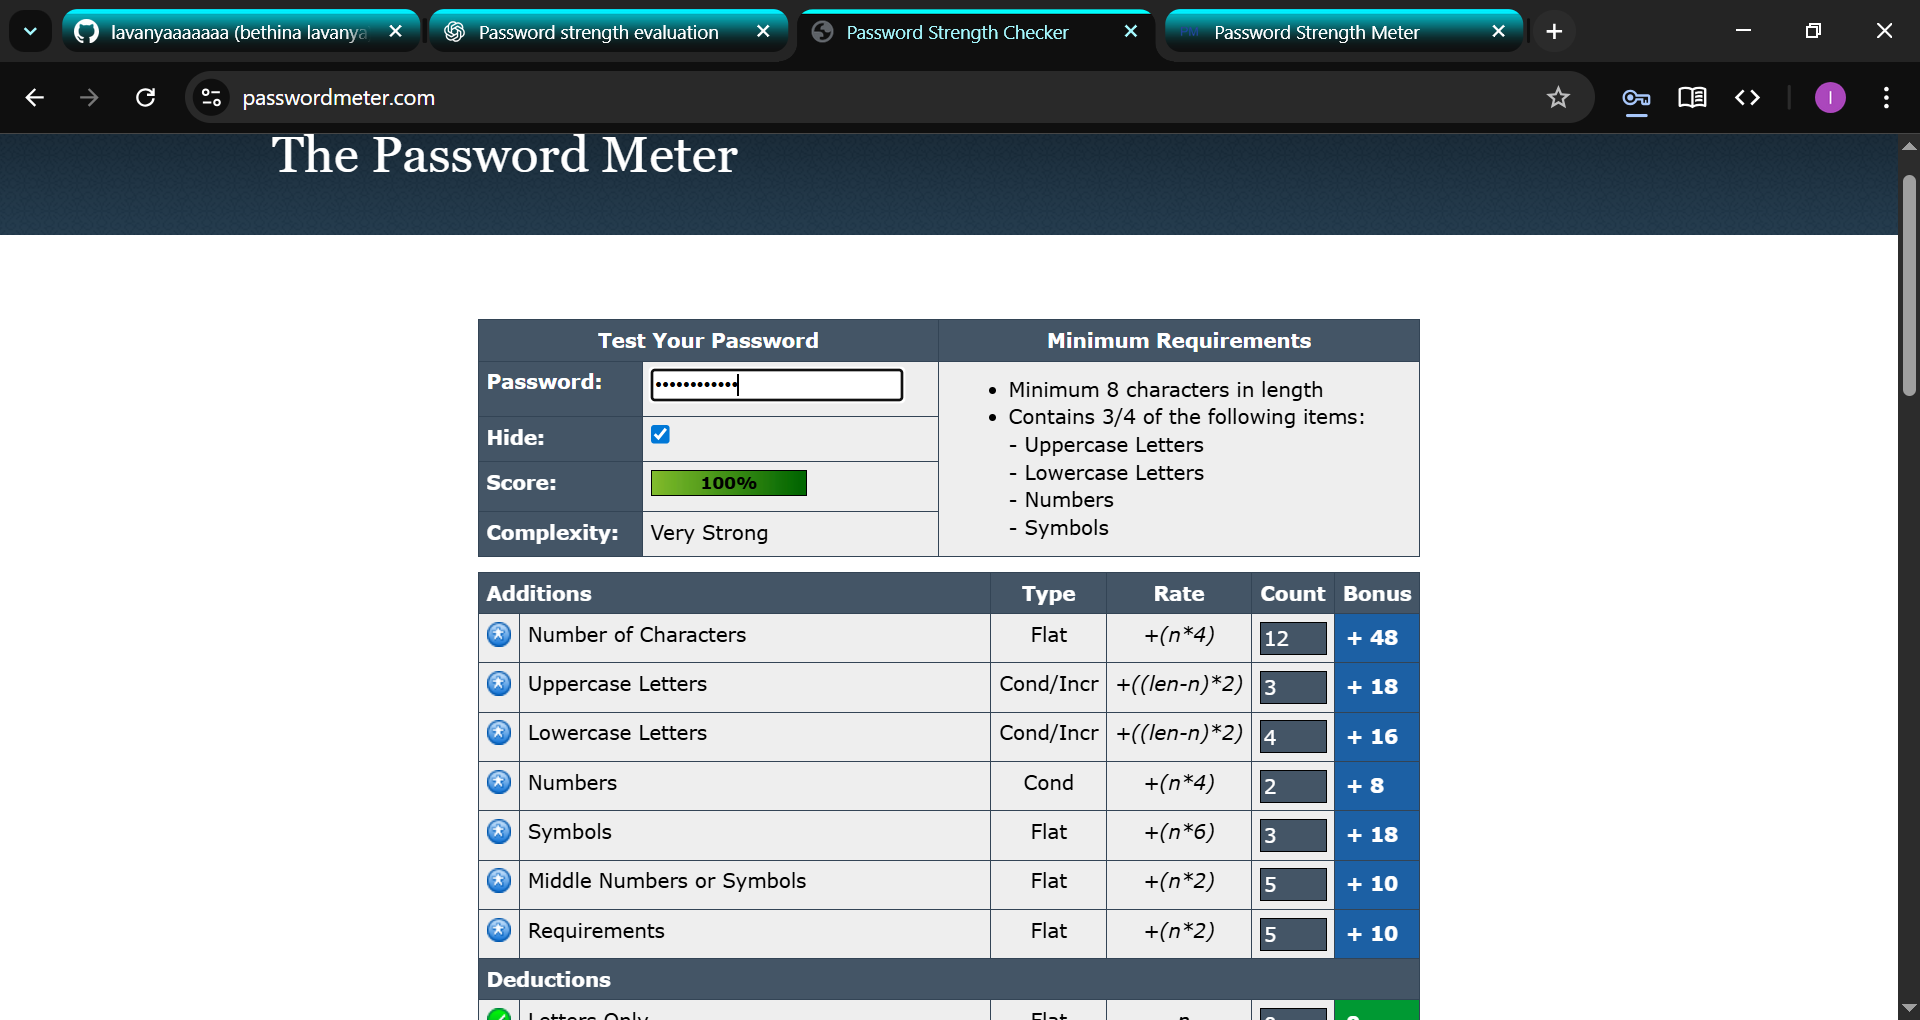 lavanyaaaaaaa (bethina lavanya
Password strength evaluation
Password Strength Checker
Password Strength Meter
passwordmeter.com
I
The Password Meter
Test Your Password
Minimum Requirements
Password:
••••••••••••
Hide:
Score:
100%
Complexity:
Very Strong
• Minimum 8 characters in length
• Contains 3/4 of the following items:
- Uppercase Letters
- Lowercase Letters
- Numbers
- Symbols
Additions Type Rate Count Bonus
Number of Characters Flat +(n*4) 12 + 48
Uppercase Letters Cond/Incr +((len-n)*2) 3 + 18
Lowercase Letters Cond/Incr +((len-n)*2) 4 + 16
Numbers Cond +(n*4) 2 + 8
Symbols Flat +(n*6) 3 + 18
Middle Numbers or Symbols Flat +(n*2) 5 + 10
Requirements Flat +(n*2) 5 + 10
Deductions
Letters Only Flat